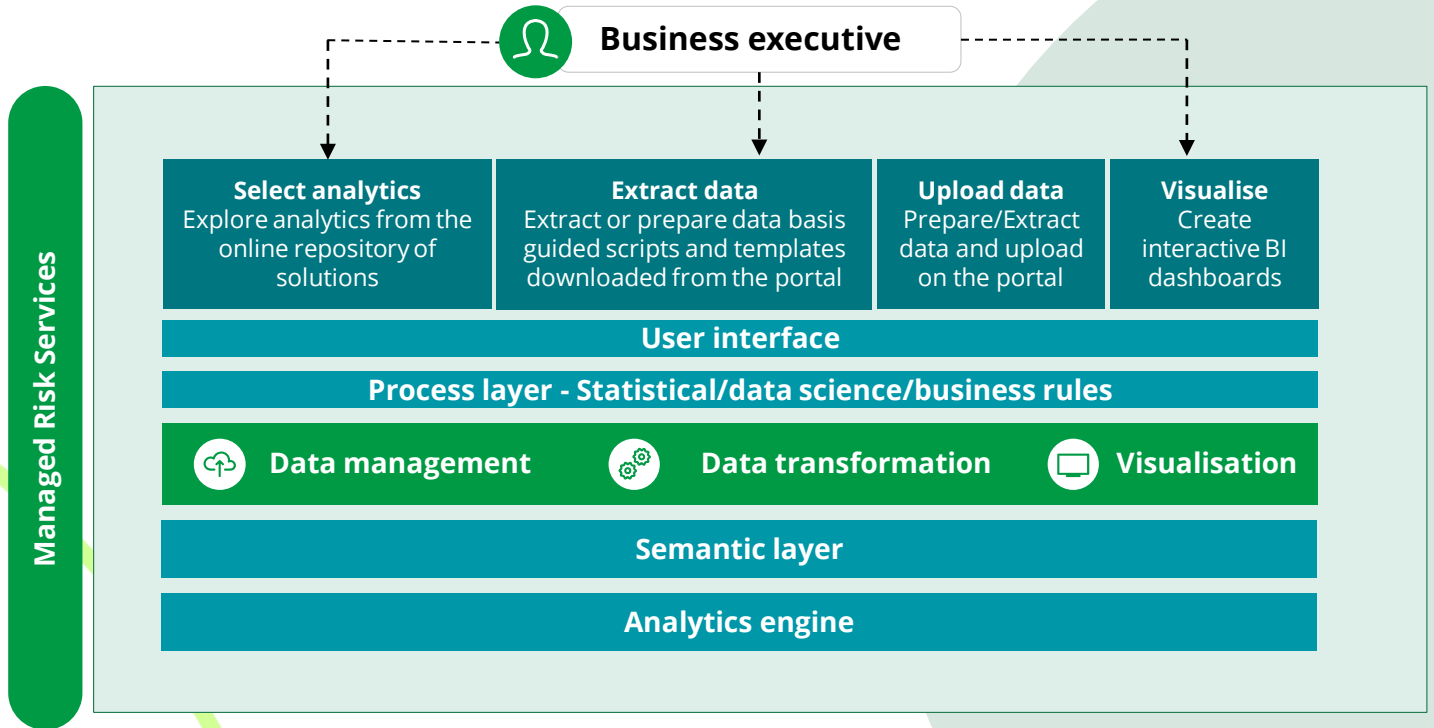 Business executive
Managed Risk Services
Select analytics
Explore analytics from the
online repository of
solutions
Extract data
Extract or prepare data basis
guided scripts and templates
downloaded from the portal
Upload data
Prepare/Extract
data and upload
on the portal
Visualise
Create
interactive BI
dashboards
User interface
Process layer - Statistical/data science/business rules
Data management
Data transformation
Visualisation
Semantic layer
Analytics engine